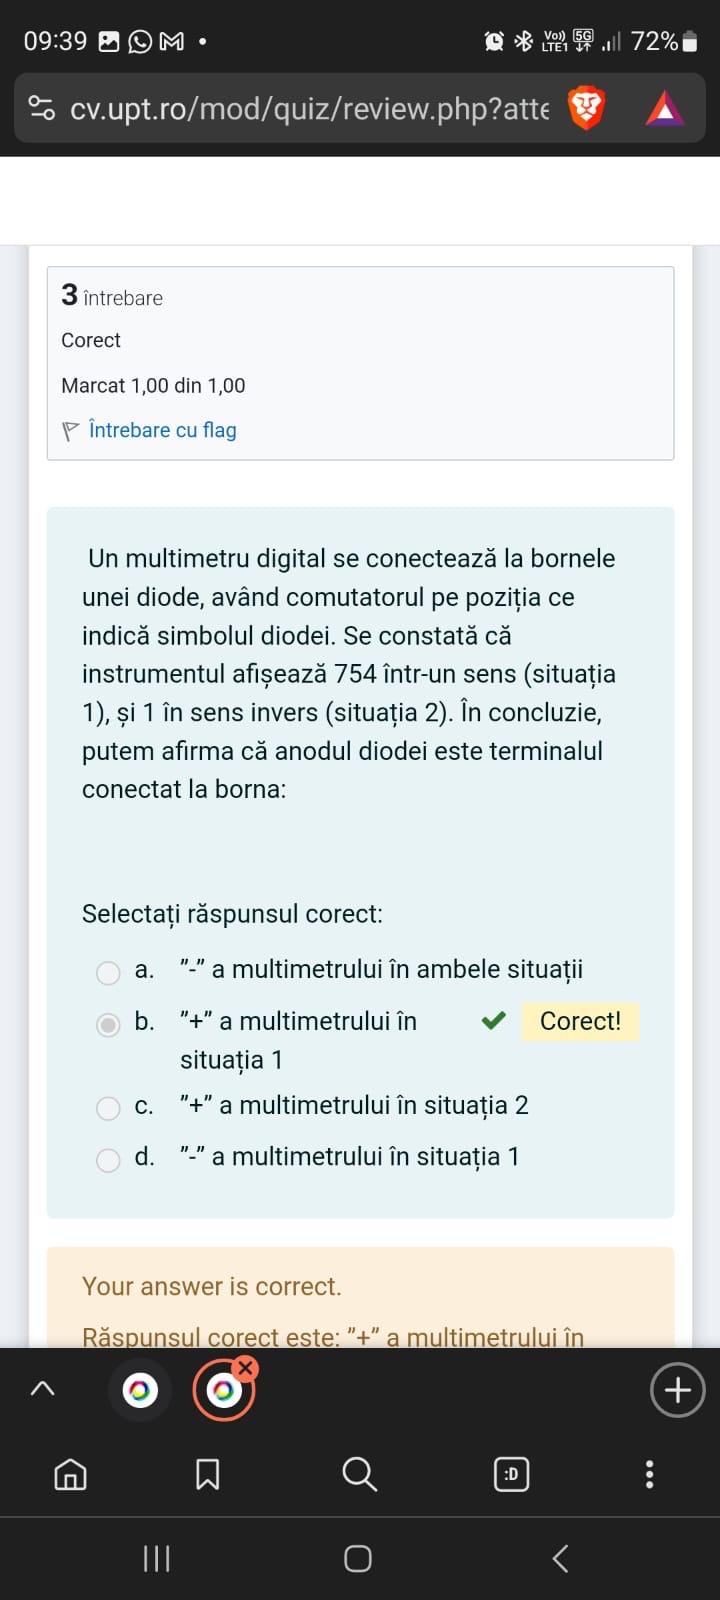 09:39
Vo)) LTE1 5G 72%
cv.upt.ro/mod/quiz/review.php?atte
3 întrebare
Corect
Marcat 1,00 din 1,00
Întrebare cu flag
Un multimetru digital se conectează la bornele
unei diode, având comutatorul pe poziția ce
indică simbolul diodei. Se constată că
instrumentul afișează 754 într-un sens (situația
1), și 1 în sens invers (situația 2). În concluzie,
putem afirma că anodul diodei este terminalul
conectat la borna:
Selectați răspunsul corect:
a. ”-” a multimetrului în ambele situații
b. ”+” a multimetrului în Corect!
situația 1
c. ”+” a multimetrului în situația 2
d. ”-” a multimetrului în situația 1
Your answer is correct.
Răspunsul corect este: ”+” a multimetrului în
:D